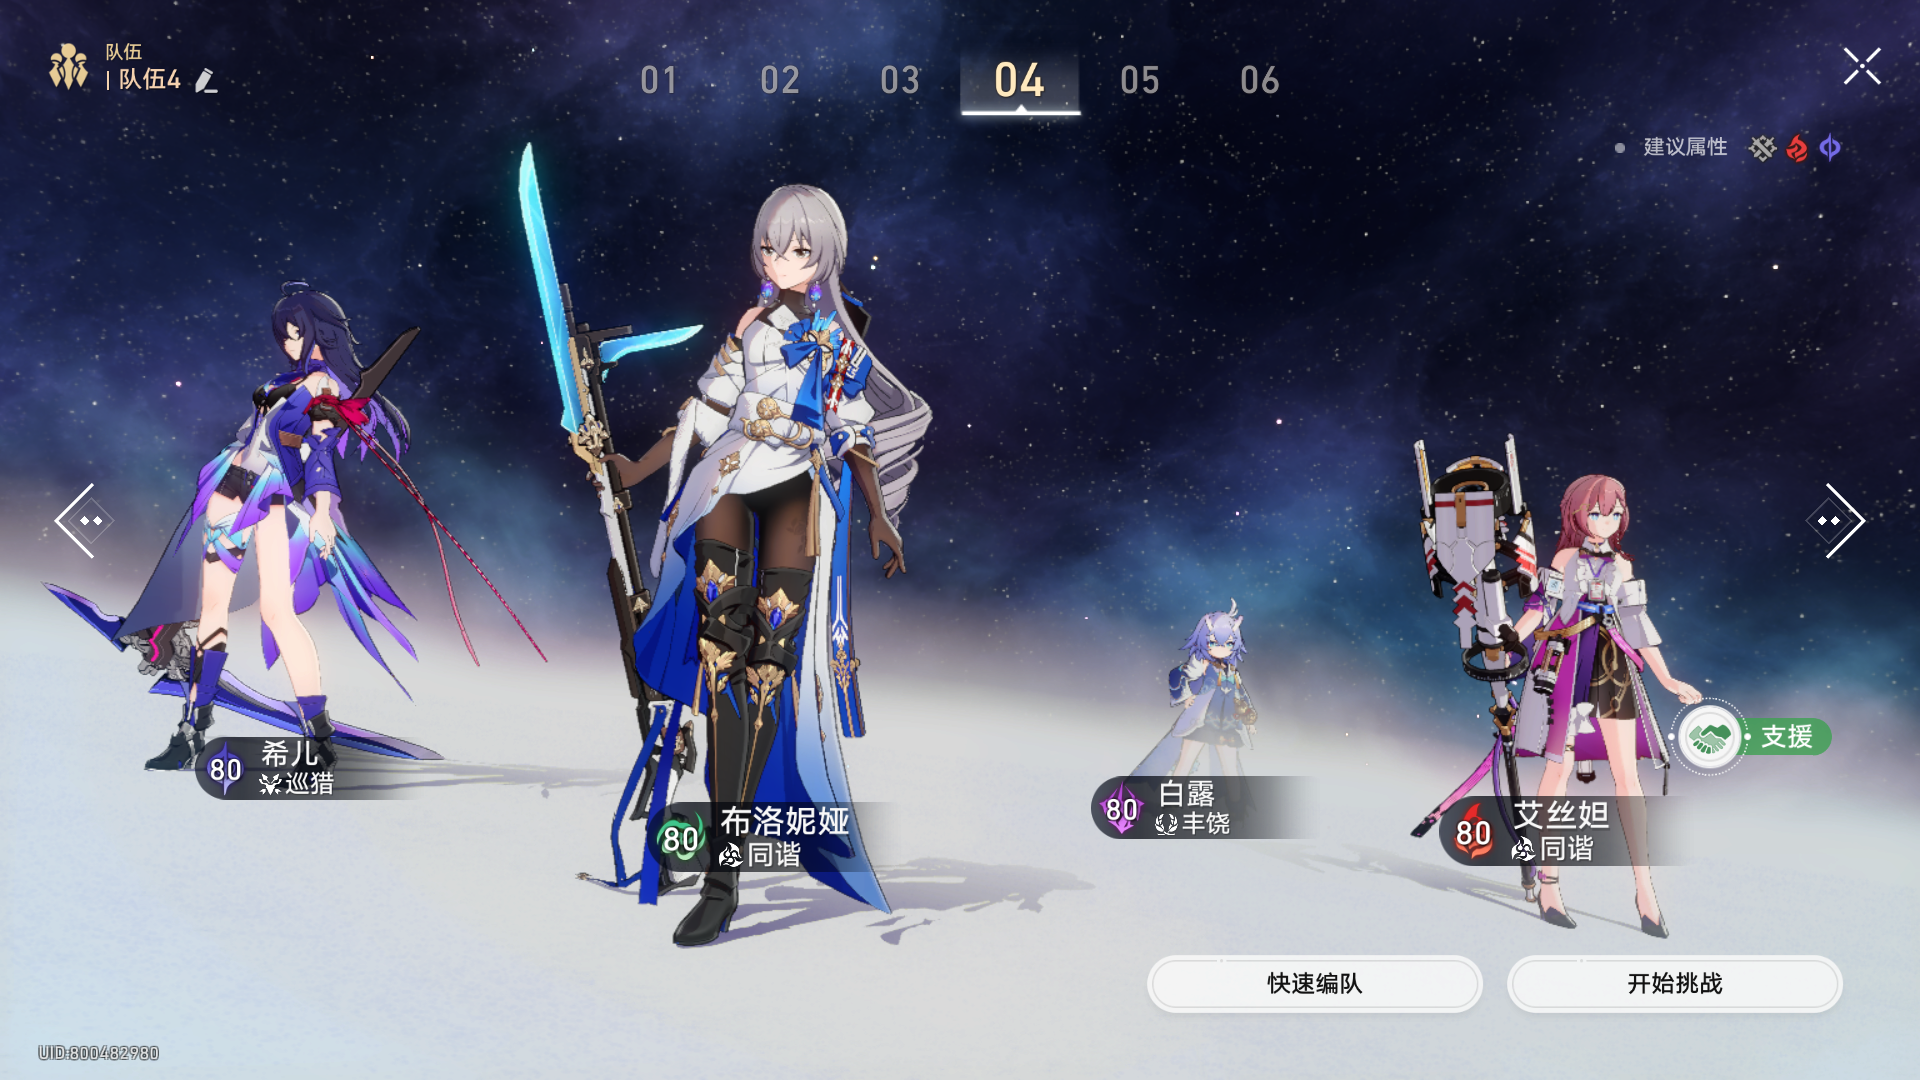 队伍
队伍4
01
02
03
04
05
06
建议属性
80
希儿
巡猎
80
布洛妮娅
同谐
80
白露
丰饶
80
艾丝妲
同谐
支援
快速编队
开始挑战
UID:800482980